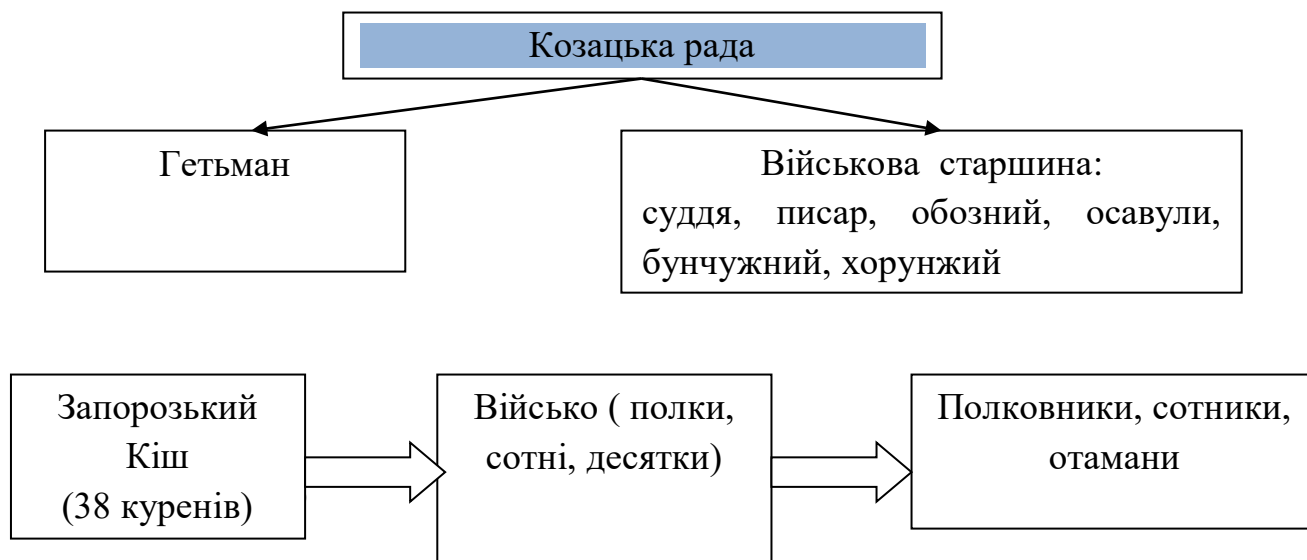 Козацька рада
Гетьман
Військова старшина:
суддя, писар, обозний, осавули,
бунчужний, хорунжий
Запорозький
Кіш
(38 куренів)
Військо ( полки,
сотні, десятки)
Полковники, сотники,
отамани